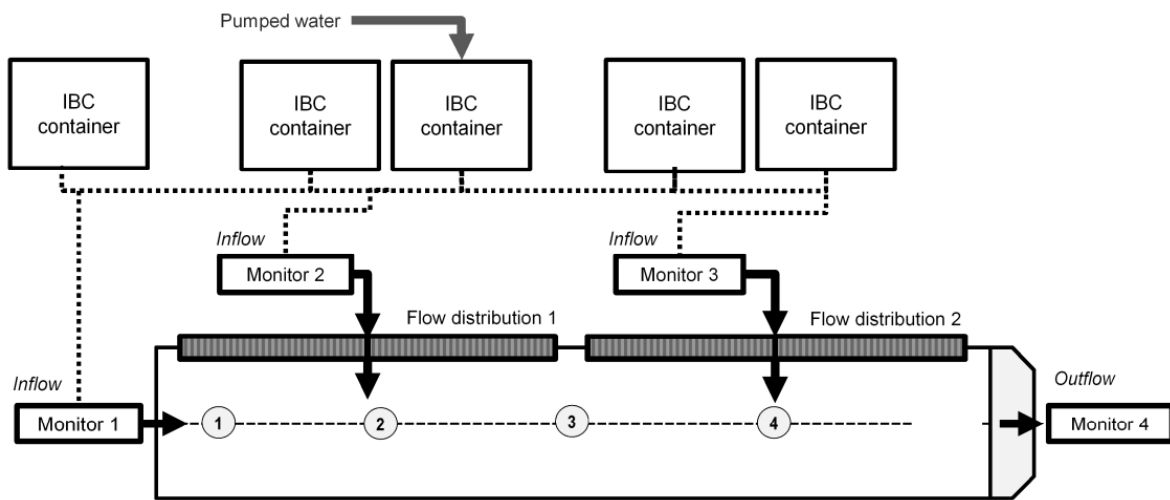 Pumped water
IBC
container
IBC
container
IBC
container
IBC
container
IBC
container
Inflow
Monitor 2
Inflow
Monitor 3
Flow distribution 1
Flow distribution 2
Inflow
Monitor 1
1
2
3
4
Outflow
Monitor 4